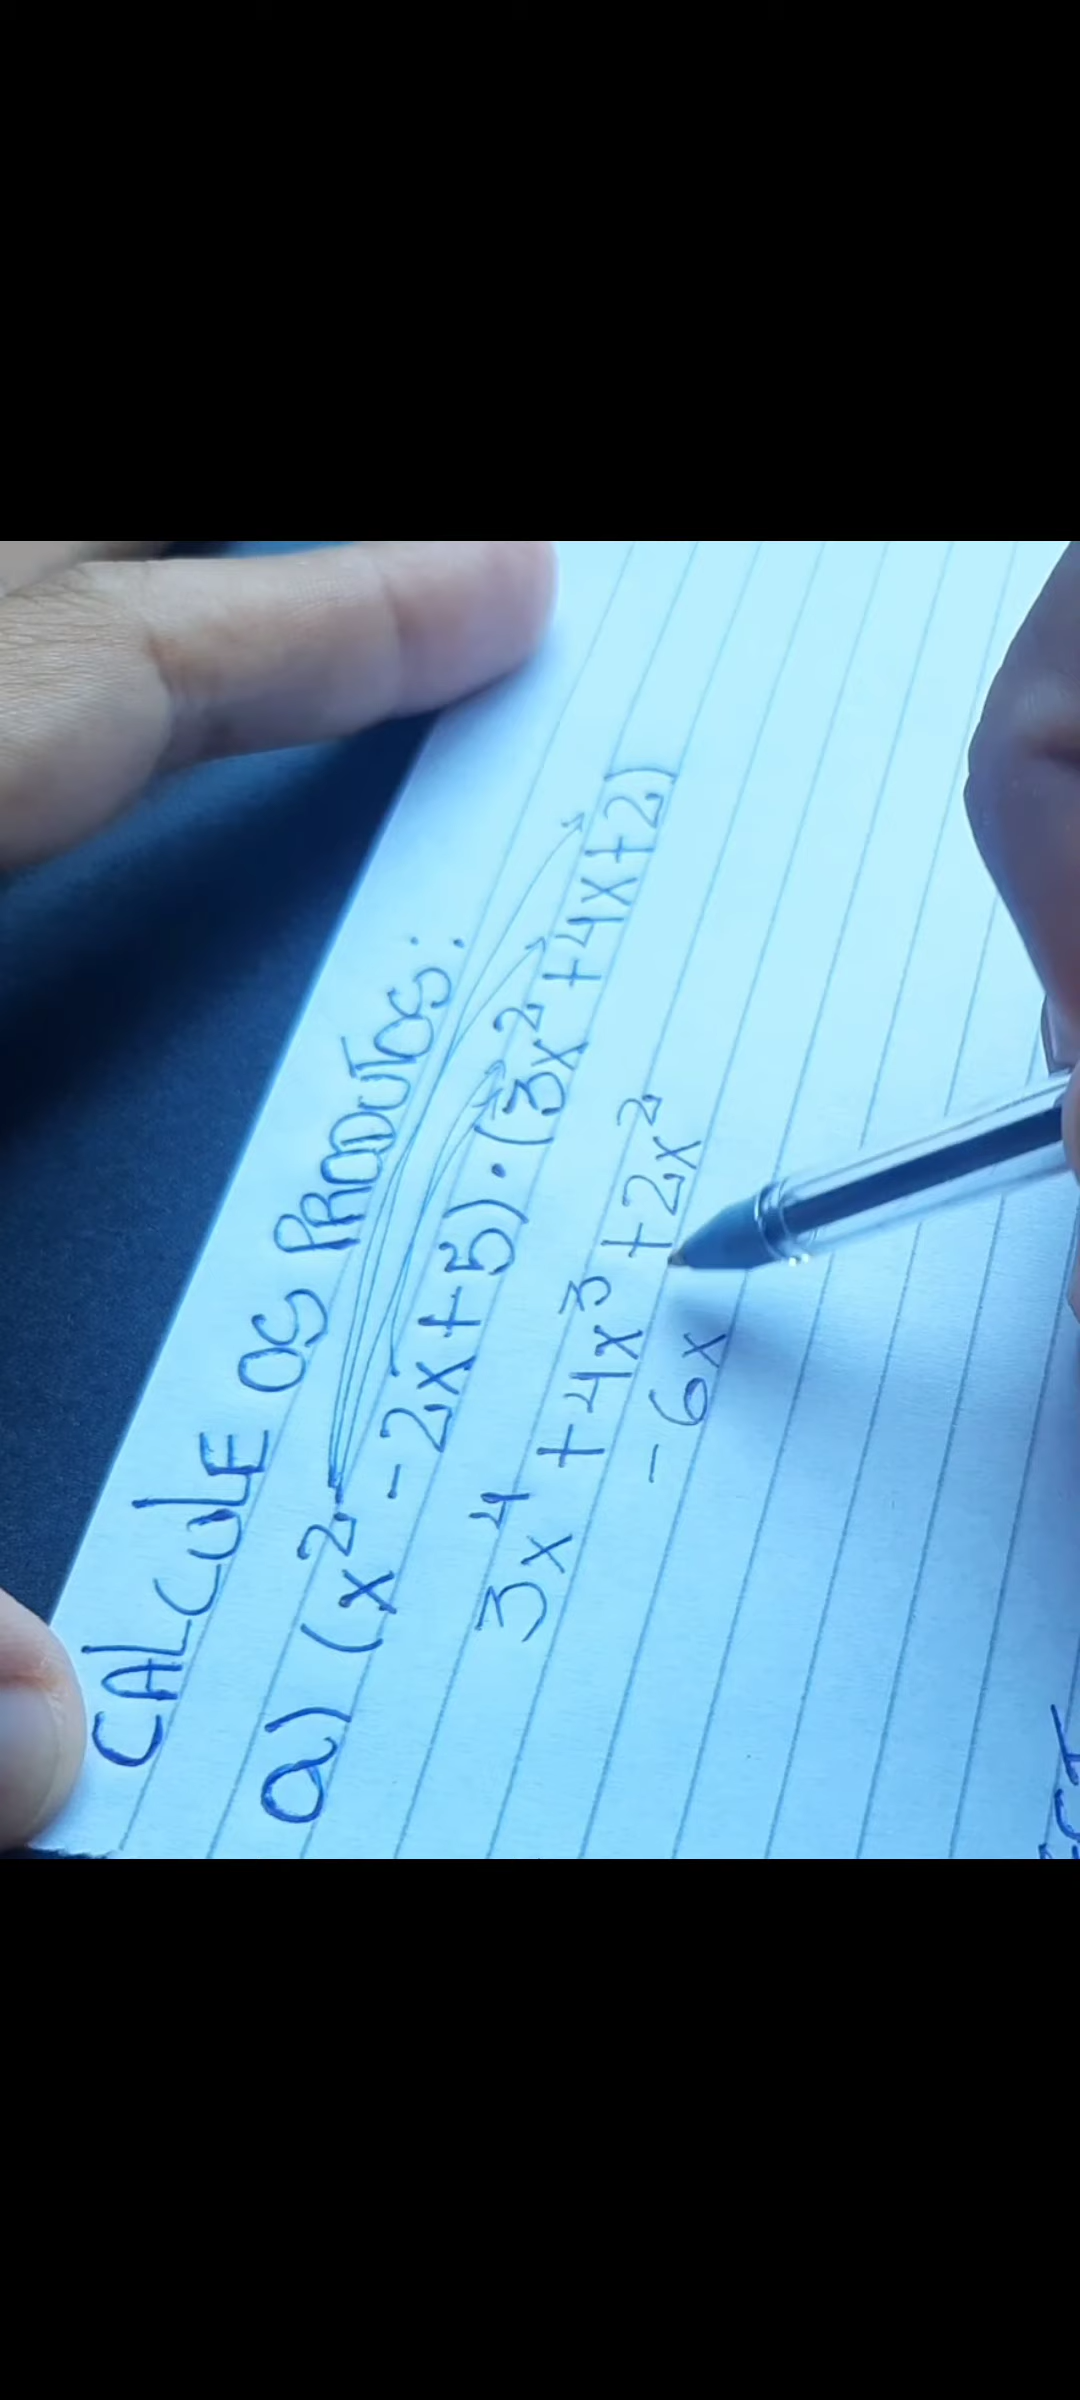 CALCULE OS PRODUTOS:
a) (x² - 2x + 5) · (3x² + 4x + 2)
3x⁴ + 4x³ + 2x²
- 6x